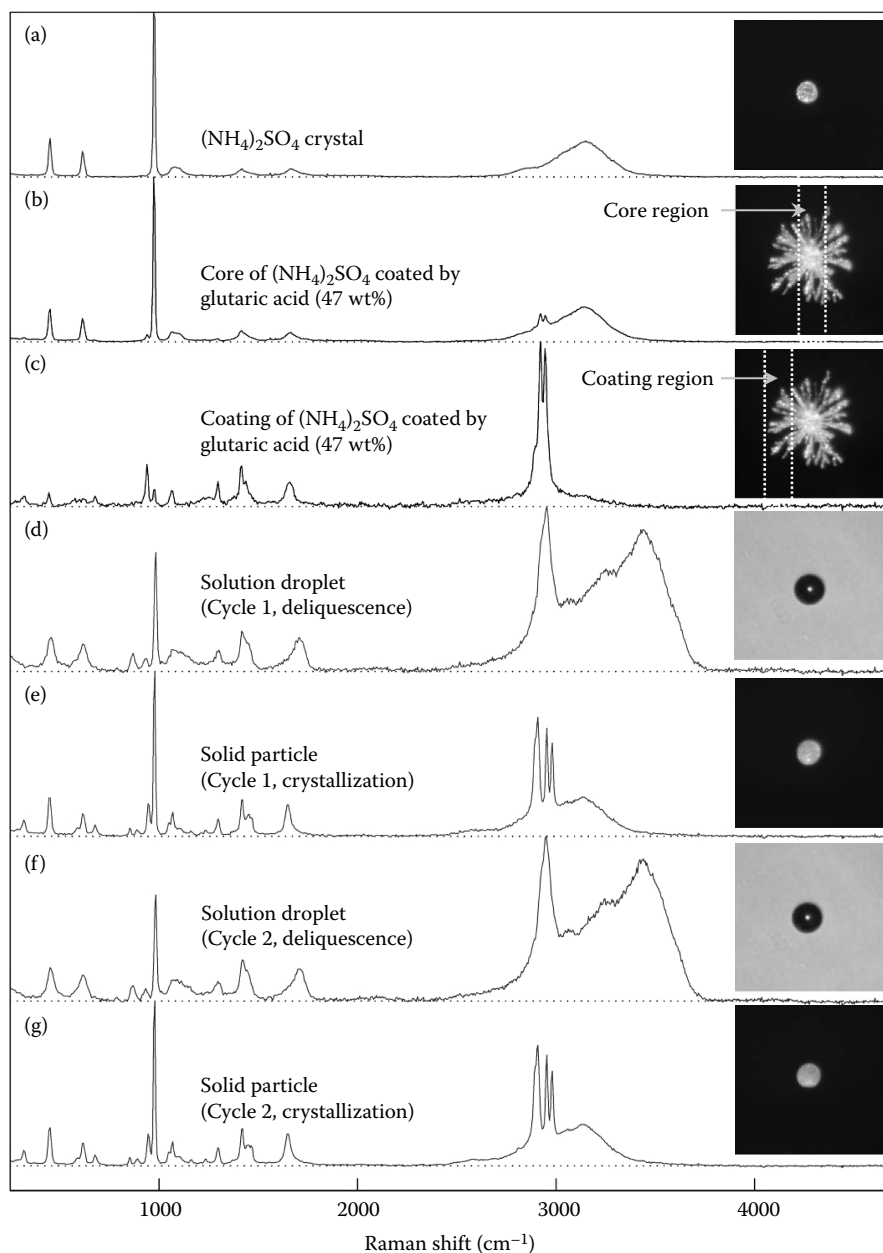 (a)
(NH₄)₂SO₄ crystal
(b)
Core region
Core of (NH₄)₂SO₄ coated by
glutaric acid (47 wt%)
(c)
Coating region
Coating of (NH₄)₂SO₄ coated by
glutaric acid (47 wt%)
(d)
Solution droplet
(Cycle 1, deliquescence)
(e)
Solid particle
(Cycle 1, crystallization)
(f)
Solution droplet
(Cycle 2, deliquescence)
(g)
Solid particle
(Cycle 2, crystallization)
1000 2000 3000 4000
Raman shift (cm⁻¹)